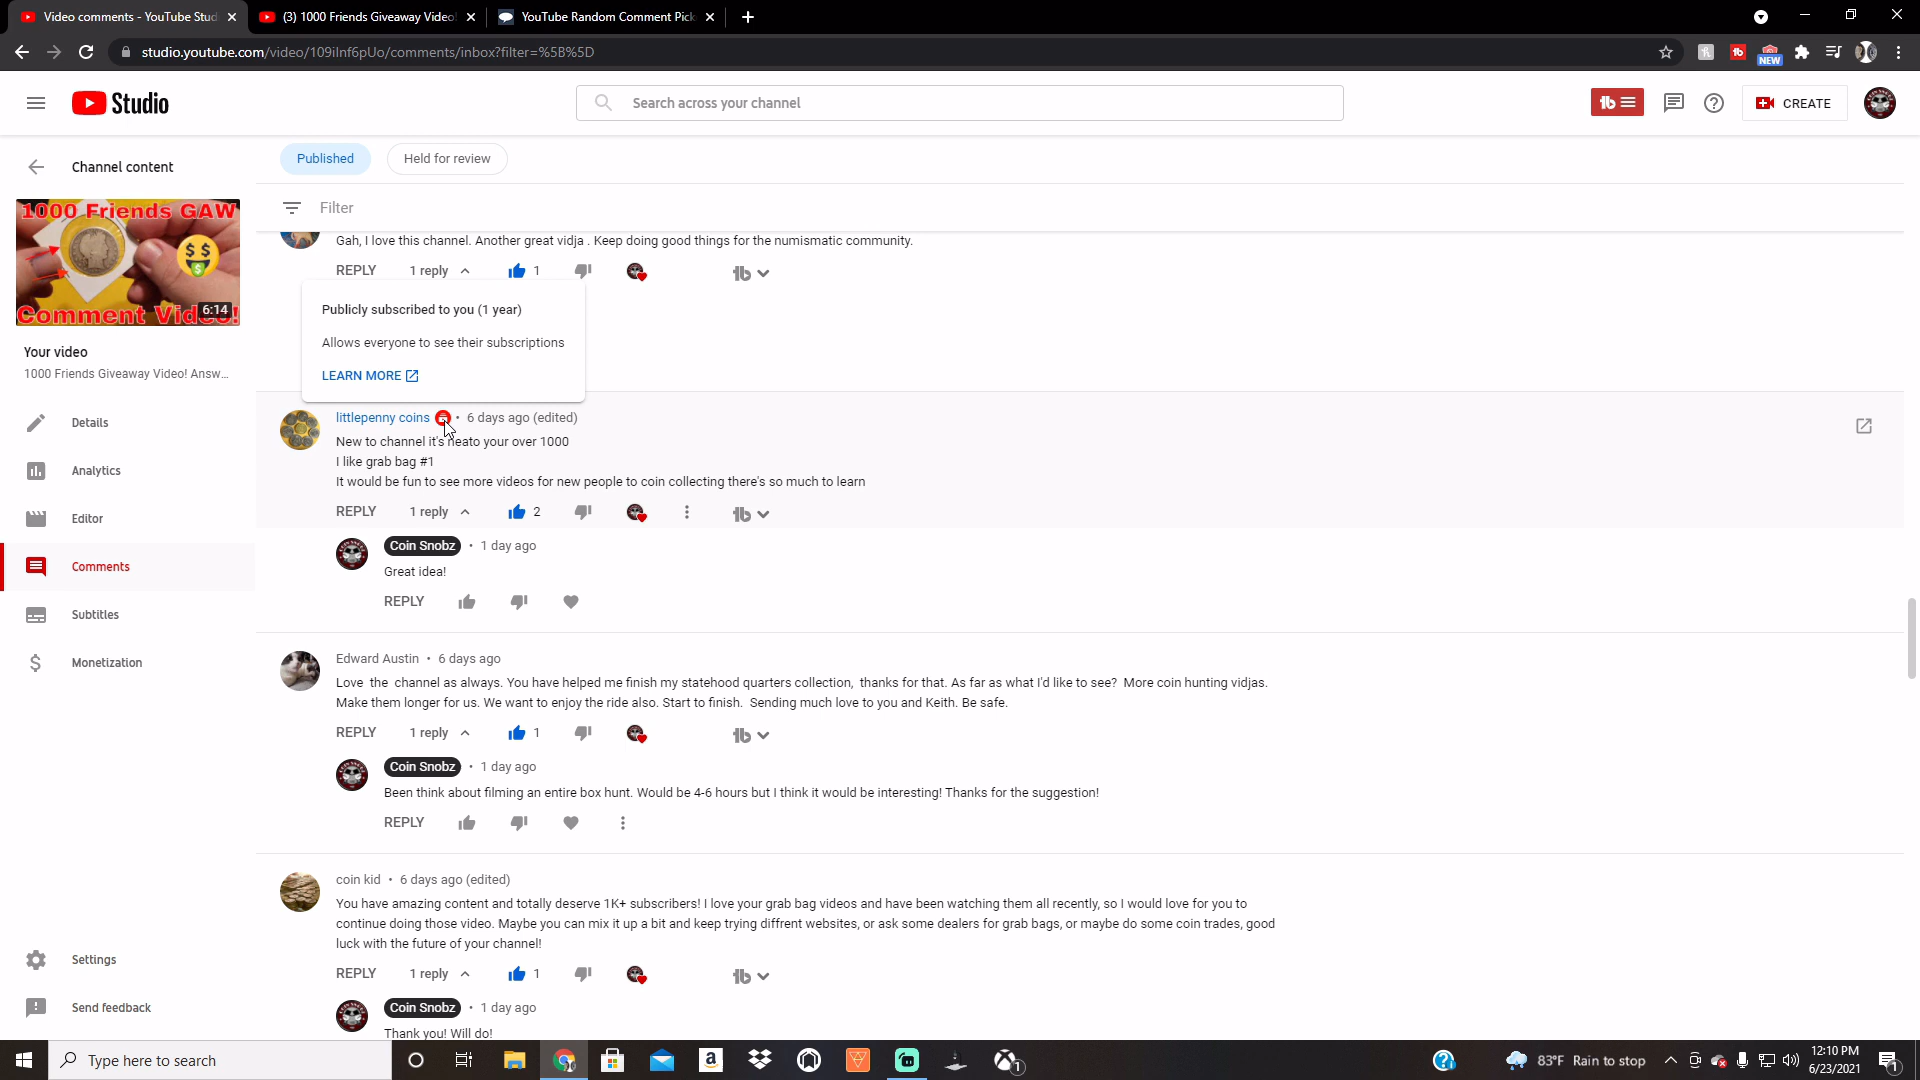 Video comments - YouTube Stud
(3) 1000 Friends Giveaway Video!
YouTube Random Comment Pick
studio.youtube.com/video/109iInf6pUo/comments/inbox?filter=%5B%5D
NEW
Studio
Search across your channel
CREATE
Channel content
Published
Held for review
1000 Friends GAW
6:14
Comment Video!
Filter
Gah, I love this channel. Another great vidja . Keep doing good things for the numismatic community.
REPLY 1 reply 1
Publicly subscribed to you (1 year)
Allows everyone to see their subscriptions
LEARN MORE
Your video
1000 Friends Giveaway Video! Answ...
Details
Analytics
Editor
Comments
Subtitles
Monetization
Settings
Send feedback
littlepenny coins • 6 days ago (edited)
New to channel it's neato your over 1000
I like grab bag #1
It would be fun to see more videos for new people to coin collecting there's so much to learn
REPLY 1 reply 2
Coin Snobz • 1 day ago
Great idea!
REPLY
Edward Austin • 6 days ago
Love the channel as always. You have helped me finish my statehood quarters collection, thanks for that. As far as what I'd like to see? More coin hunting vidjas.
Make them longer for us. We want to enjoy the ride also. Start to finish. Sending much love to you and Keith. Be safe.
REPLY 1 reply 1
Coin Snobz • 1 day ago
Been think about filming an entire box hunt. Would be 4-6 hours but I think it would be interesting! Thanks for the suggestion!
REPLY
coin kid • 6 days ago (edited)
You have amazing content and totally deserve 1K+ subscribers! I love your grab bag videos and have been watching them all recently, so I would love for you to
continue doing those video. Maybe you can mix it up a bit and keep trying diffrent websites, or ask some dealers for grab bags, or maybe do some coin trades, good
luck with the future of your channel!
REPLY 1 reply 1
Coin Snobz • 1 day ago
Thank you! Will do!
Type here to search
83°F Rain to stop
12:10 PM
6/23/2021